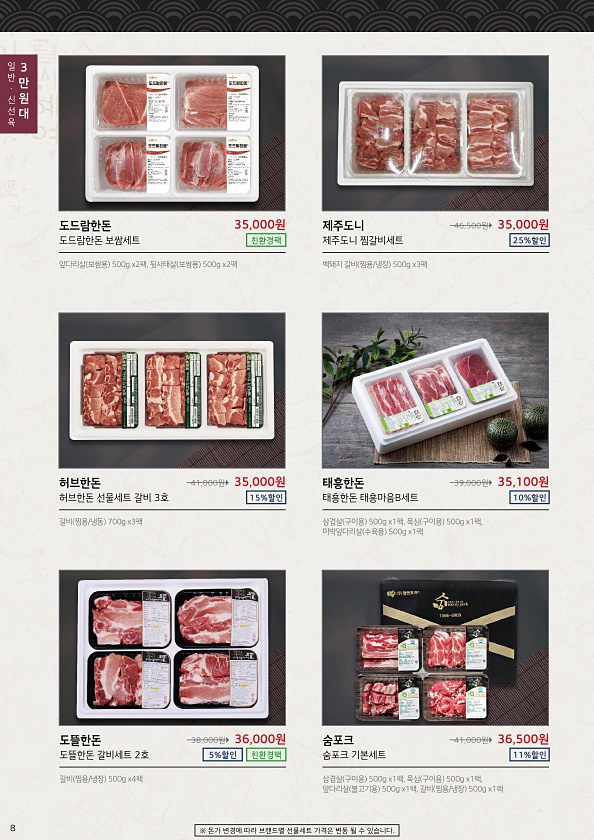 3만원대
일반·신선육
도드람한돈
35,000원
도드람한돈 보쌈세트
친환경팩
앞다리살(보쌈용) 500g x2팩, 뒷사태살(보쌈용) 500g x2팩
제주도니
46,500원
35,000원
제주도니 찜갈비세트
25%할인
백돼지 갈비(찜용/냉장) 500g x3팩
허브한돈
41,000원
35,000원
허브한돈 선물세트 갈비 3호
15%할인
갈비(찜용/냉동) 700g x3팩
태흥한돈
39,000원
35,100원
태흥한돈 태흥마음B세트
10%할인
삼겹살(구이용) 500g x1팩, 목심(구이용) 500g x1팩,
미박앞다리살(수육용) 500g x1팩
도뜰한돈
38,000원
36,000원
도뜰한돈 갈비세트 2호
5%할인
친환경팩
갈비(찜용/냉장) 500g x4팩
숨포크
41,000원
36,500원
숨포크 기본세트
11%할인
삼겹살(구이용) 500g x1팩, 목심(구이용) 500g x1팩,
앞다리살(불고기용) 500g x1팩, 갈비(찜용/냉장) 500g x1팩
8
※ 돈가 변경에 따라 브랜드별 선물세트 가격은 변동 될 수 있습니다.